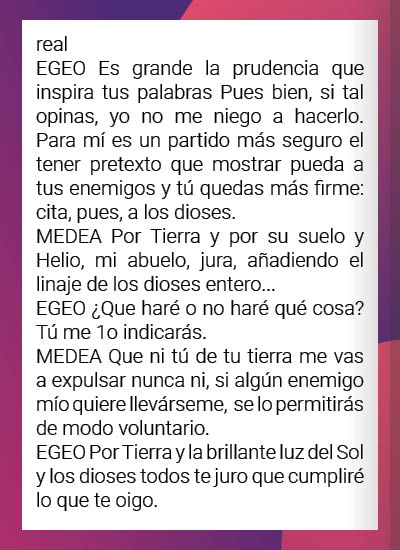 real
EGEO Es grande la prudencia que
inspira tus palabras Pues bien, si tal
opinas, yo no me niego a hacerlo.
Para mí es un partido más seguro el
tener pretexto que mostrar pueda a
tus enemigos y tú quedas más firme:
cita, pues, a los dioses.
MEDEA Por Tierra y por su suelo y
Helio, mi abuelo, jura, añadiendo el
linaje de los dioses entero...
EGEO ¿Que haré o no haré qué cosa?
Tú me 1o indicarás.
MEDEA Que ni tú de tu tierra me vas
a expulsar nunca ni, si algún enemigo
mío quiere llevárseme, se lo permitirás
de modo voluntario.
EGEO Por Tierra y la brillante luz del Sol
y los dioses todos te juro que cumpliré
lo que te oigo.